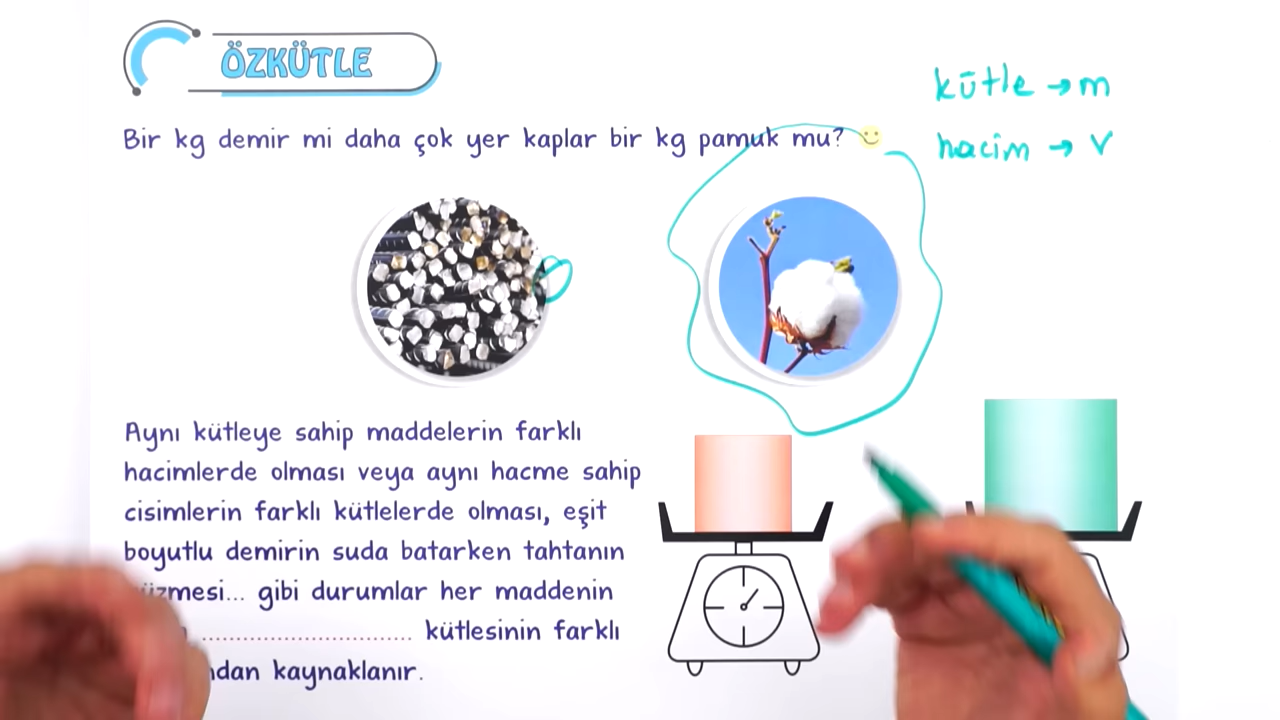 ÖZKÜTLE
Bir kg demir mi daha çok yer kaplar bir kg pamuk mu?
kütle → m
hacim → V
Aynı kütleye sahip maddelerin farklı
hacimlerde olması veya aynı hacme sahip
cisimlerin farklı kütlelerde olması, eşit
boyutlu demirin suda batarken tahtanın
... gibi durumlar her maddenin
................................ kütlesinin farklı
kaynaklanır.